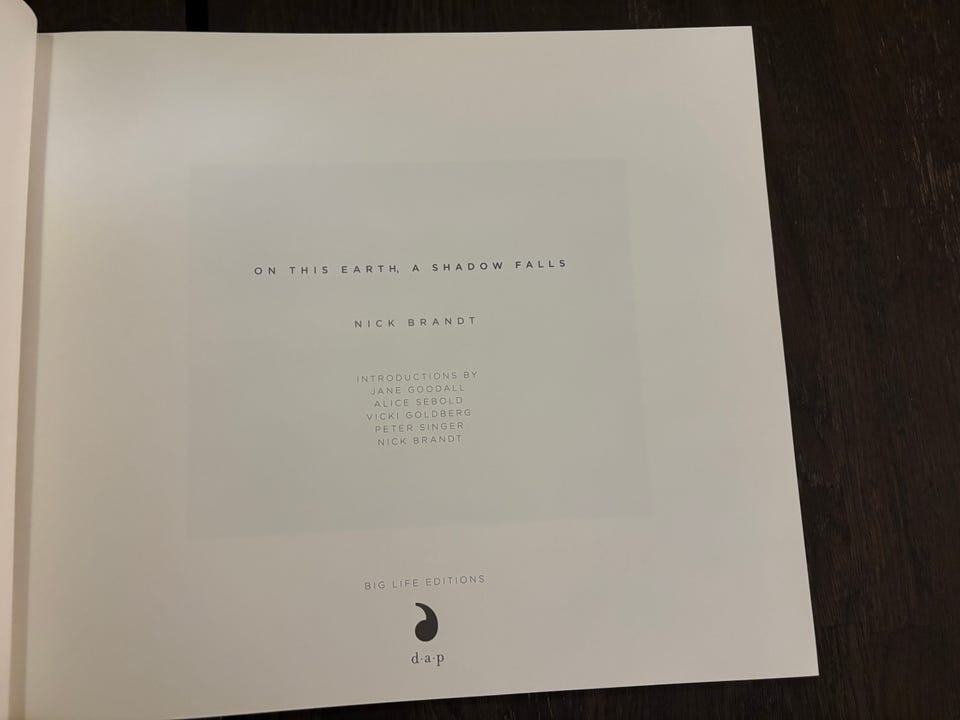 ON THIS EARTH, A SHADOW FALLS
NICK BRANDT
INTRODUCTIONS BY
JANE GOODALL
ALICE SEBOLD
VICKI GOLDBERG
PETER SINGER
NICK BRANDT
BIG LIFE EDITIONS
d·a·p